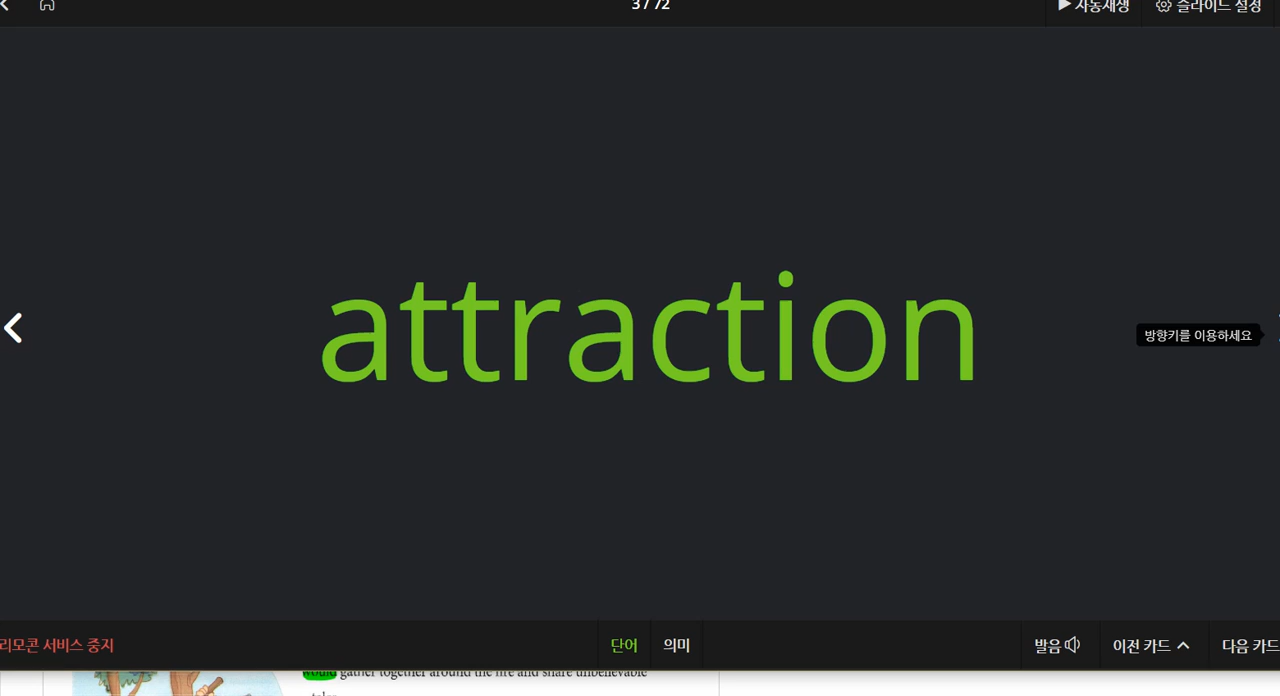 3 / 72
▶ 자동재생
슬라이드 설정
attraction
방향키를 이용하세요
리모콘 서비스 중지
단어
의미
발음
이전 카드
다음 카드
would gather together around the fire and share unbelievable